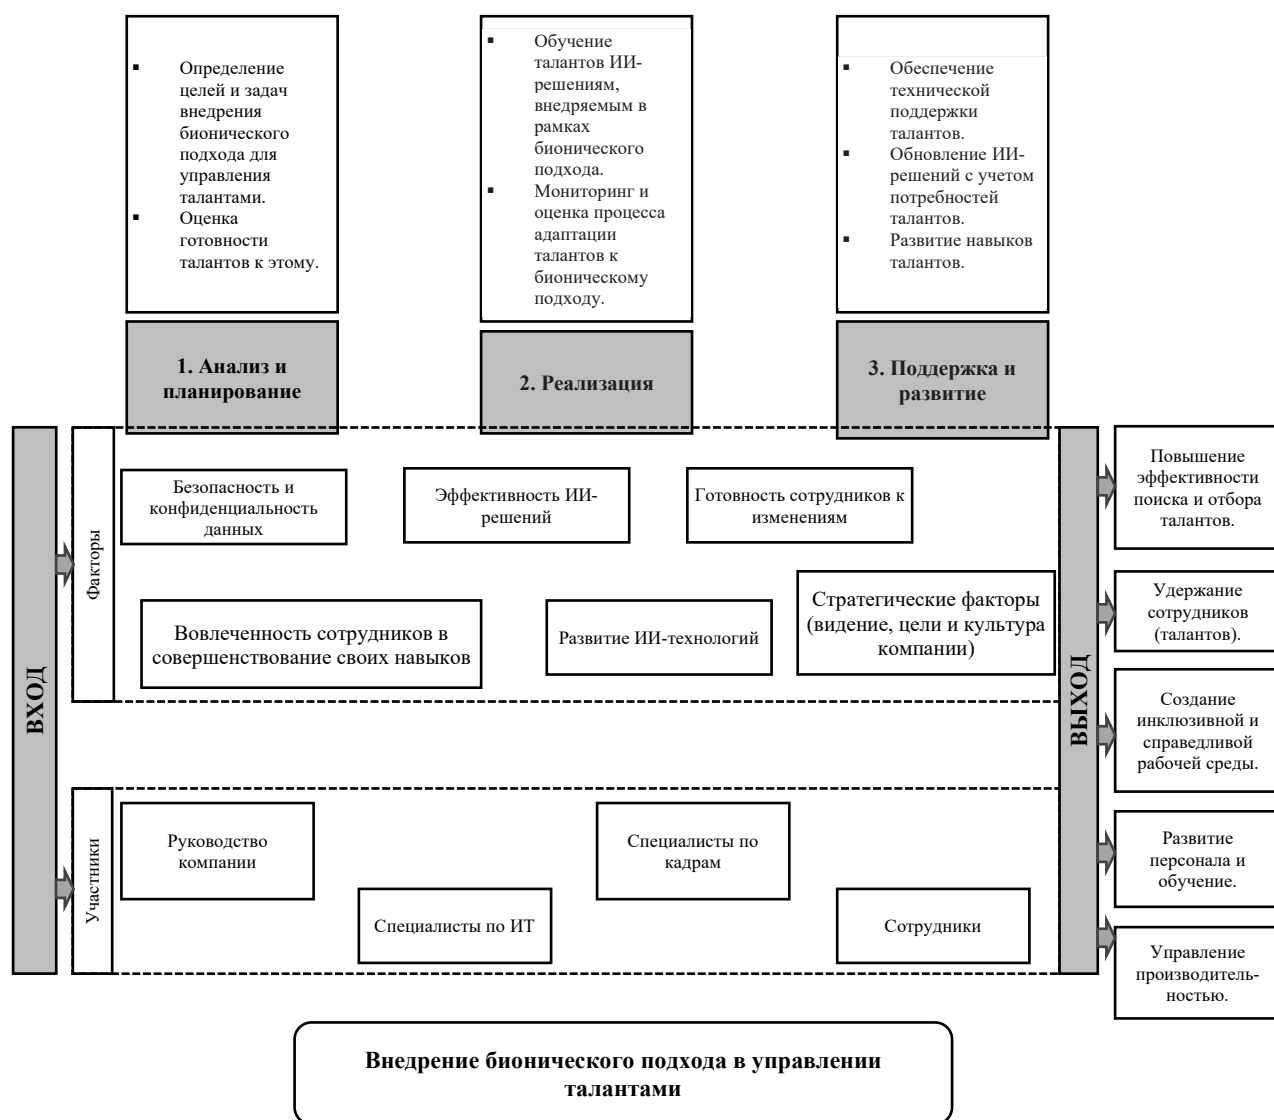 ▪ Определение
целей и задач
внедрения
бионического
подхода для
управления
талантами.
▪ Оценка
готовности
талантов к этому.
▪ Обучение
талантов ИИ-
решениям,
внедряемым в
рамках
бионического
подхода.
▪ Мониторинг и
оценка процесса
адаптации
талантов к
бионическому
подходу.
▪ Обеспечение
технической
поддержки
талантов.
▪ Обновление ИИ-
решений с учетом
потребностей
талантов.
▪ Развитие навыков
талантов.
1. Анализ и
планирование
2. Реализация
3. Поддержка и
развитие
ВХОД
Факторы
Безопасность и
конфиденциальность
данных
Эффективность ИИ-
решений
Готовность сотрудников к
изменениям
Вовлеченность сотрудников в
совершенствование своих навыков
Развитие ИИ-технологий
Стратегические факторы
(видение, цели и культура
компании)
Участники
Руководство
компании
Специалисты по ИТ
Специалисты по
кадрам
Сотрудники
ВЫХОД
Повышение
эффективности
поиска и отбора
талантов.
Удержание
сотрудников
(талантов).
Создание
инклюзивной и
справедливой
рабочей среды.
Развитие
персонала и
обучение.
Управление
производитель-
ностью.
Внедрение бионического подхода в управлении
талантами